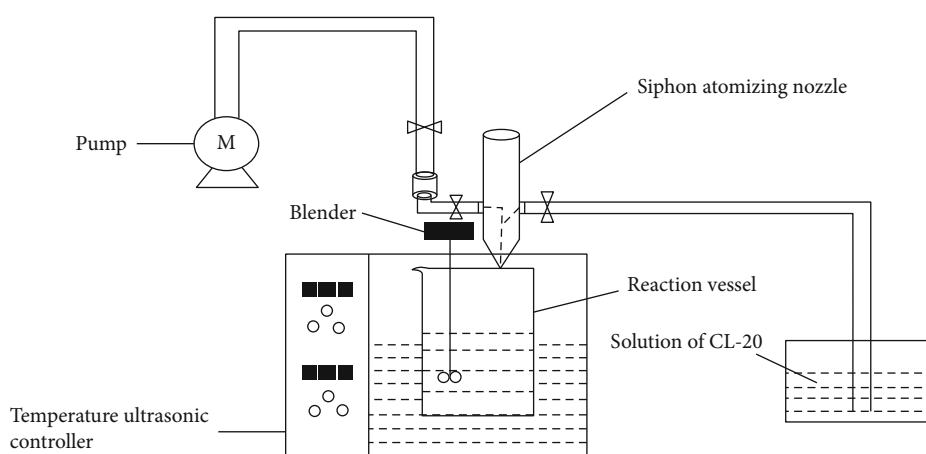 Siphon atomizing nozzle
Pump
M
Blender
Reaction vessel
Solution of CL-20
Temperature ultrasonic
controller